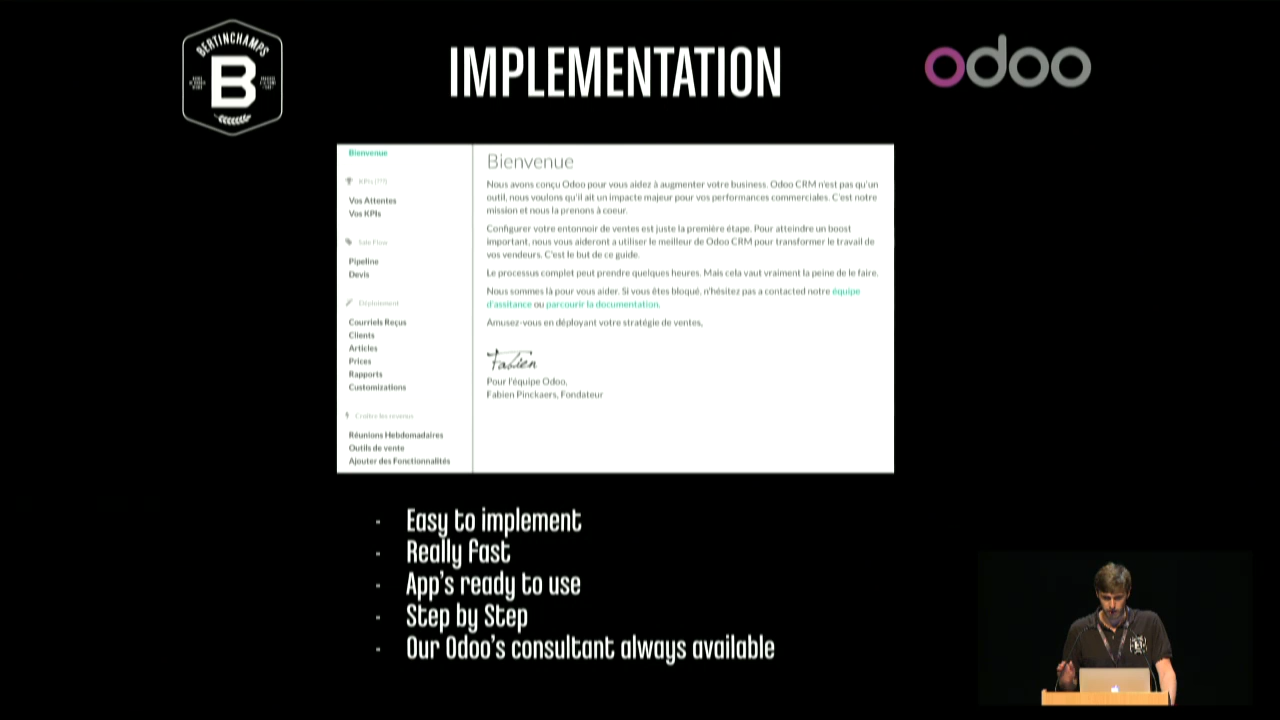 BERTINCHAMPS
B
IMPLEMENTATION
odoo
Bienvenue
KPIs (???)
Vos Attentes
Vos KPIs
Sale Flow
Pipeline
Devis
Déploiement
Courriels Reçus
Clients
Articles
Prices
Rapports
Customizations
Croître les revenus
Réunions Hebdomadaires
Outils de vente
Ajouter des Fonctionnalités
Bienvenue
Nous avons conçu Odoo pour vous aidez à augmenter votre business. Odoo CRM n'est pas qu'un
outil, nous voulons qu'il ait un impacte majeur pour vos performances commerciales. C'est notre
mission et nous la prenons à coeur.
Configurer votre entonnoir de ventes est juste la première étape. Pour atteindre un boost
important, nous vous aideront a utiliser le meilleur de Odoo CRM pour transformer le travail de
vos vendeurs. C'est le but de ce guide.
Le processus complet peut prendre quelques heures. Mais cela vaut vraiment la peine de le faire.
Nous sommes là pour vous aider. Si vous êtes bloqué, n'hésitez pas a contacted notre équipe
d'assitance ou parcourir la documentation.
Amusez-vous en déployant votre stratégie de ventes,
Fabien
Pour l'équipe Odoo,
Fabien Pinckaers, Fondateur
- Easy to implement
- Really fast
- App's ready to use
- Step by Step
- Our Odoo's consultant always available
B